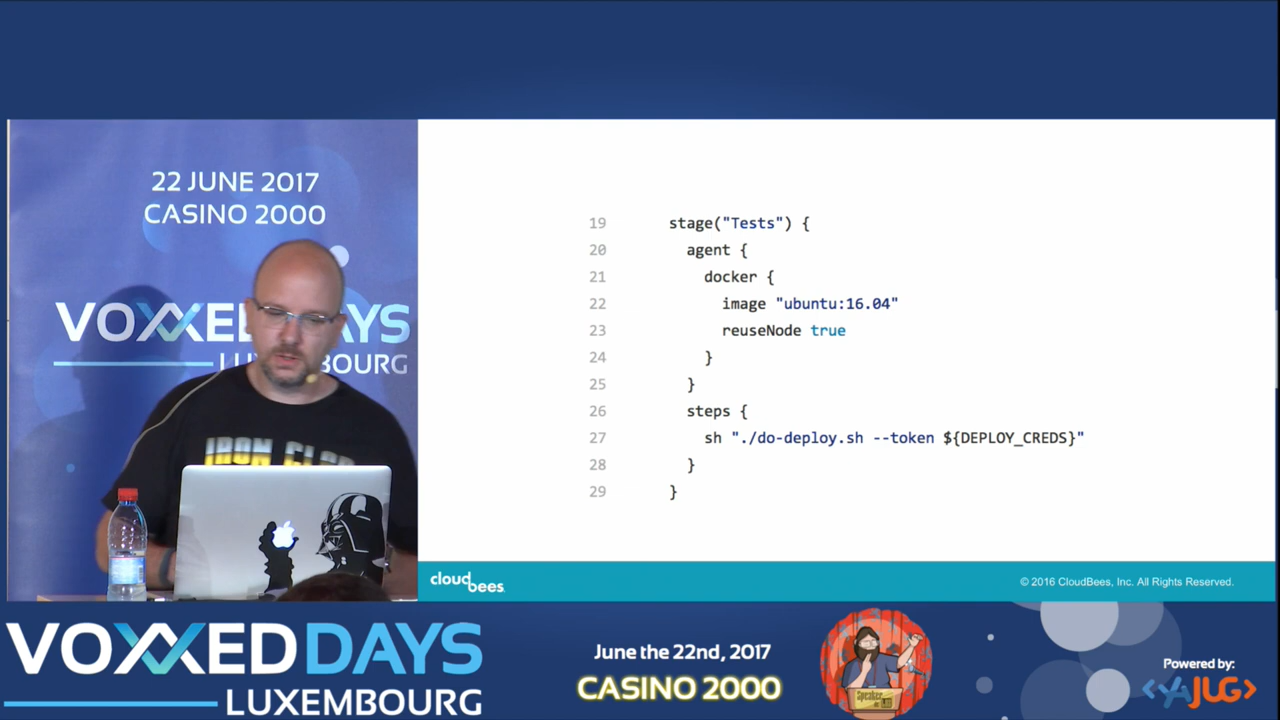 22 JUNE 2017
CASINO 2000
VOXXED DAYS
LUXEMBOURG
19 stage("Tests") {
20 agent {
21 docker {
22 image "ubuntu:16.04"
23 reuseNode true
24 }
25 }
26 steps {
27 sh "./do-deploy.sh --token ${DEPLOY_CREDS}"
28 }
29 }
cloudbees
© 2016 CloudBees, Inc. All Rights Reserved.
VOXXED DAYS
LUXEMBOURG
June the 22nd, 2017
CASINO 2000
Speaker
Powered by:
YAJUG